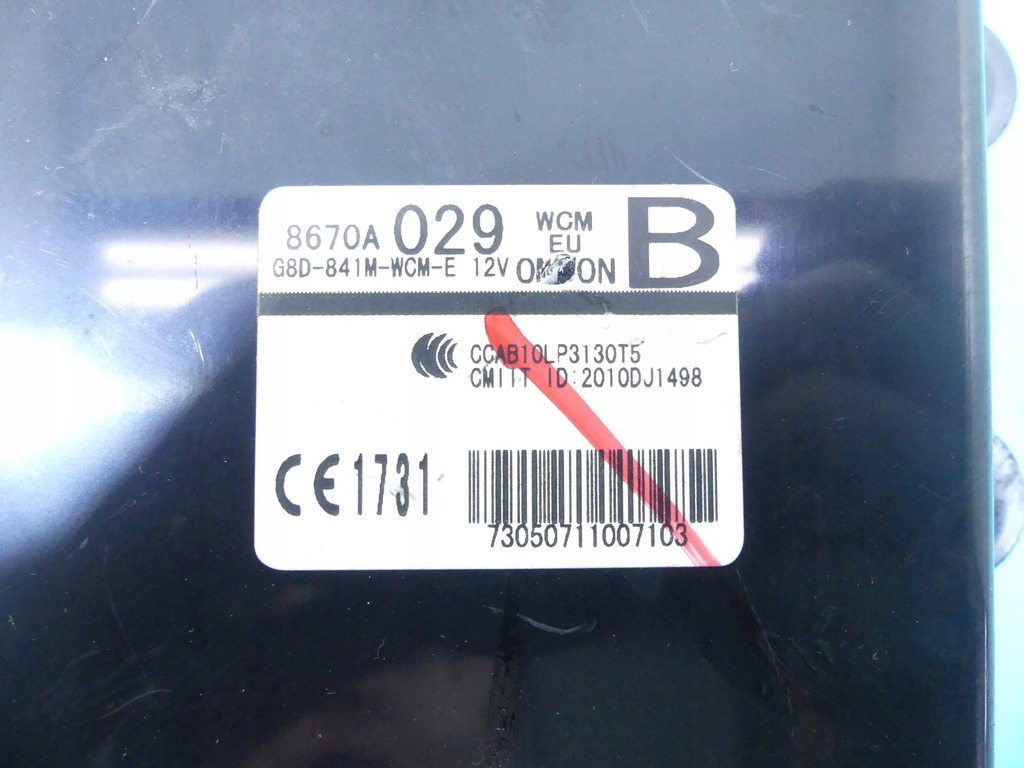 8670A 029 WCM EU B
G8D-841M-WCM-E 12V
CCAB10LP3130T5
CMIIT ID:2010DJ1498
CE1731
73050711007103